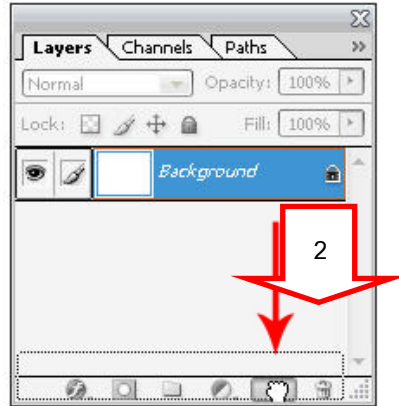 Layers Channels Paths
Normal Opacity: 100%
Lock: Fill: 100%
Background
2